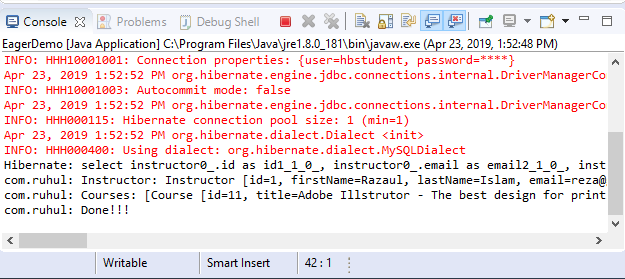 Console Problems Debug Shell
EagerDemo [Java Application] C:\Program Files\Java\jre1.8.0_181\bin\javaw.exe (Apr 23, 2019, 1:52:48 PM)
INFO: HHH10001001: Connection properties: {user=hbstudent, password=****}
Apr 23, 2019 1:52:52 PM org.hibernate.engine.jdbc.connections.internal.DriverManagerCo
INFO: HHH10001003: Autocommit mode: false
Apr 23, 2019 1:52:52 PM org.hibernate.engine.jdbc.connections.internal.DriverManagerCo
INFO: HHH000115: Hibernate connection pool size: 1 (min=1)
Apr 23, 2019 1:52:52 PM org.hibernate.dialect.Dialect <init>
INFO: HHH000400: Using dialect: org.hibernate.dialect.MySQLDialect
Hibernate: select instructor0_.id as id1_1_0_, instructor0_.email as email2_1_0_, inst
com.ruhul: Instructor: Instructor [id=1, firstName=Razaul, lastName=Islam, email=reza@
com.ruhul: Courses: [Course [id=11, title=Adobe Illstrutor - The best design for print
com.ruhul: Done!!!
Writable Smart Insert 42 : 1